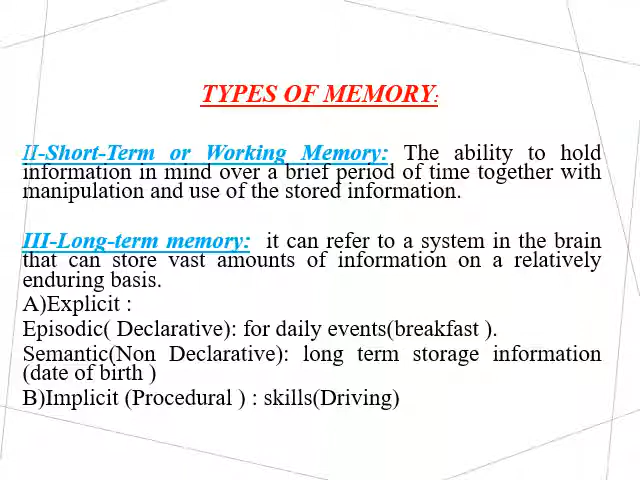 TYPES OF MEMORY:
II-Short-Term or Working Memory: The ability to hold
information in mind over a brief period of time together with
manipulation and use of the stored information.
III-Long-term memory: it can refer to a system in the brain
that can store vast amounts of information on a relatively
enduring basis.
A)Explicit :
Episodic( Declarative): for daily events(breakfast ).
Semantic(Non Declarative): long term storage information
(date of birth )
B)Implicit (Procedural ) : skills(Driving)